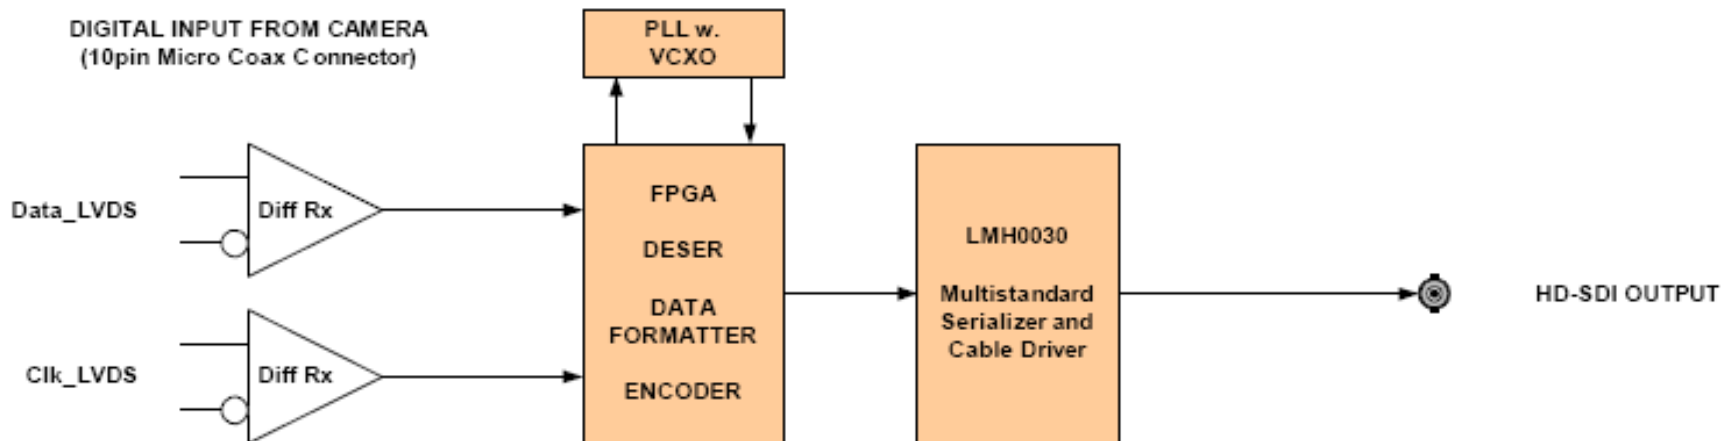 DIGITAL INPUT FROM CAMERA
(10pin Micro Coax Connector)
PLL w.
VCXO
Data_LVDS
Diff Rx
Clk_LVDS
Diff Rx
FPGA
DESER
DATA
FORMATTER
ENCODER
LMH0030
Multistandard
Serializer and
Cable Driver
HD-SDI OUTPUT